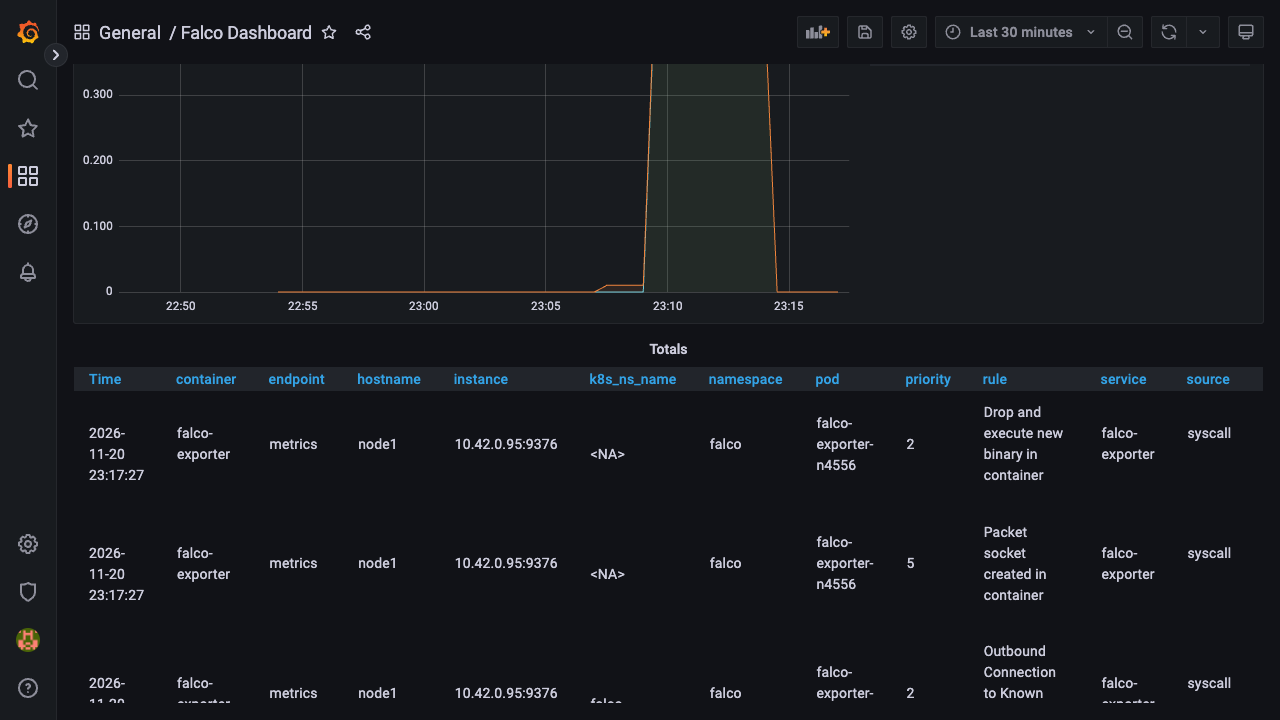 General / Falco Dashboard
Last 30 minutes
0.300
0.200
0.100
0
22:50 22:55 23:00 23:05 23:10 23:15
Totals
Time container endpoint hostname instance k8s_ns_name namespace pod priority rule service source
2026-
11-20
23:17:27
falco-
exporter
metrics
node1
10.42.0.95:9376
<NA>
falco
falco-
exporter-
n4556
2
Drop and
execute new
binary in
container
falco-
exporter
syscall
2026-
11-20
23:17:27
falco-
exporter
metrics
node1
10.42.0.95:9376
<NA>
falco
falco-
exporter-
n4556
5
Packet
socket
created in
container
falco-
exporter
syscall
2026-
11-20
falco-
exporter
metrics
node1
10.42.0.95:9376
falco
falco
falco-
exporter-
2
Outbound
Connection
to Known
falco-
exporter
syscall